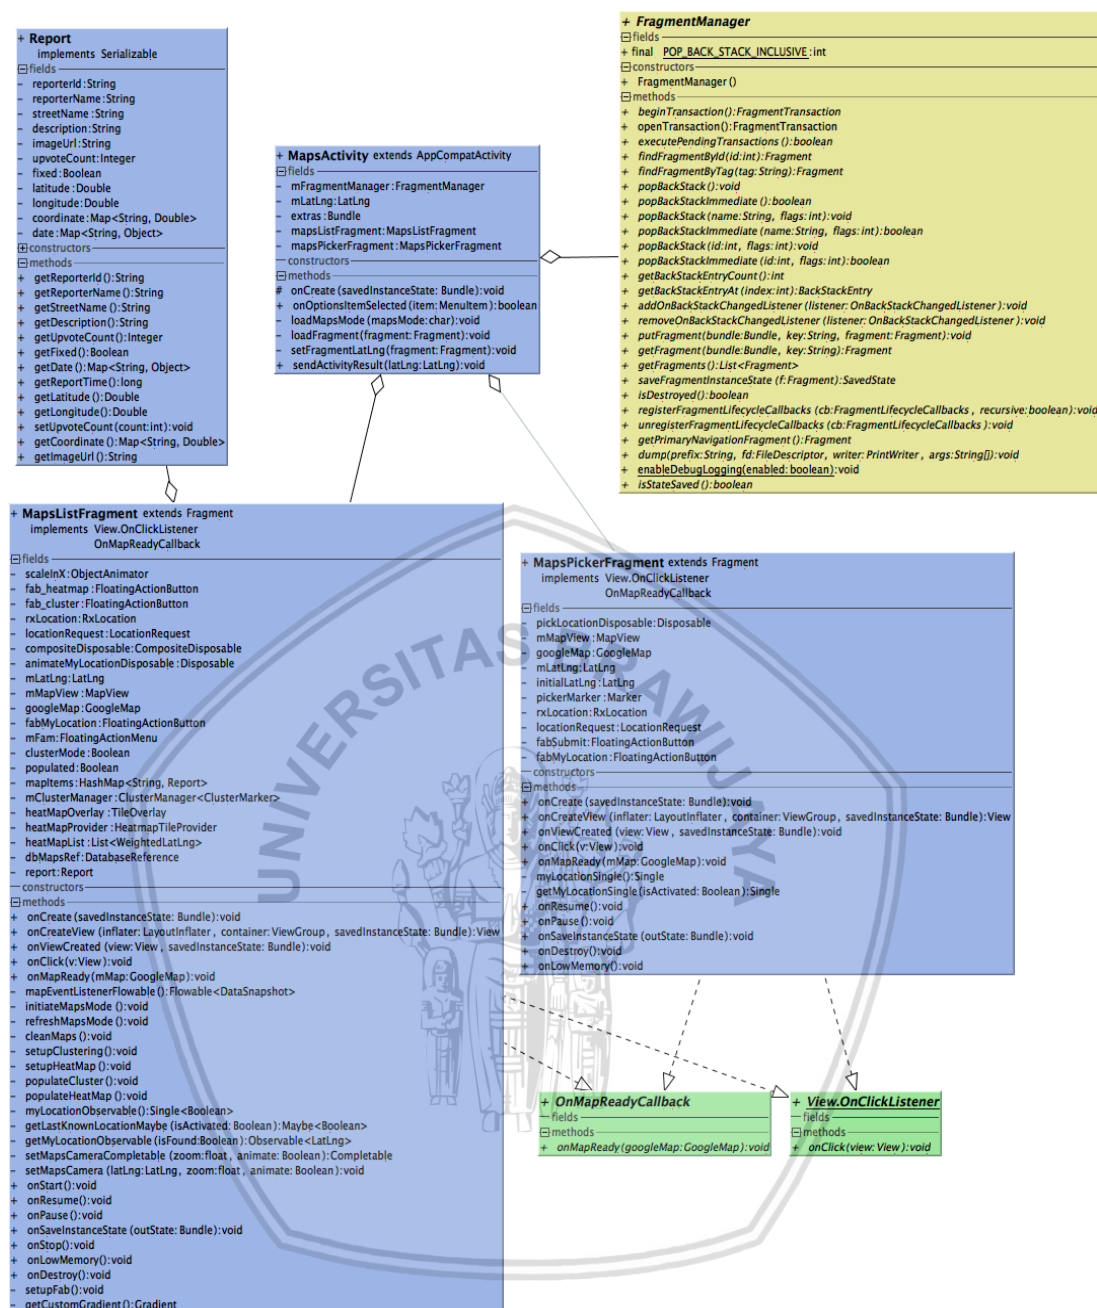 + Report
implements Serializable
fields
- reporterId:String
- reporterName:String
- streetName:String
- description:String
- imageUrl:String
- upvoteCount:Integer
- fixed:Boolean
- latitude:Double
- longitude:Double
- coordinate:Map<String, Double>
- date:Map<String, Object>
constructors
methods
+ getReporterId():String
+ getReporterName():String
+ getStreetName():String
+ getDescription():String
+ getUpvoteCount():Integer
+ getFixed():Boolean
+ getDate():Map<String, Object>
+ getReportTime():long
+ getLatitude():Double
+ getLongitude():Double
+ setUpvoteCount(count:int):void
+ getCoordinate():Map<String, Double>
+ getImageUrl():String
+ MapsActivity extends AppCompatActivity
fields
- mFragmentManager:FragmentManager
- mLatLng:LatLng
- extras:Bundle
- mapsListFragment:MapsListFragment
- mapsPickerFragment:MapsPickerFragment
constructors
methods
# onCreate(savedInstanceState:Bundle):void
+ onOptionsItemSelected(item:MenuItem):boolean
- loadMapsMode(mapsMode:char):void
- loadFragment(fragment:Fragment):void
- setFragmentLatLng(fragment:Fragment):void
+ sendActivityResult(latLng:LatLng):void
+ FragmentManager
fields
+ final POP_BACK_STACK_INCLUSIVE:int
constructors
+ FragmentManager()
methods
+ beginTransaction():FragmentTransaction
+ openTransaction():FragmentTransaction
+ executePendingTransactions():boolean
+ findFragmentById(id:int):Fragment
+ findFragmentByTag(tag:String):Fragment
+ popBackStack():void
+ popBackStackImmediate():boolean
+ popBackStack(name:String, flags:int):void
+ popBackStackImmediate(name:String, flags:int):boolean
+ popBackStack(id:int, flags:int):void
+ popBackStackImmediate(id:int, flags:int):boolean
+ getBackStackEntryCount():int
+ getBackStackEntryAt(index:int):BackStackEntry
+ addOnBackStackChangedListener(listener:OnBackStackChangedListener):void
+ removeOnBackStackChangedListener(listener:OnBackStackChangedListener):void
+ putFragment(bundle:Bundle, key:String, fragment:Fragment):void
+ getFragment(bundle:Bundle, key:String):Fragment
+ getFragments():List<Fragment>
+ saveFragmentInstanceState(f:Fragment):SavedState
+ isDestroyed():boolean
+ registerFragmentLifecycleCallbacks(cb:FragmentLifecycleCallbacks, recursive:boolean):void
+ unregisterFragmentLifecycleCallbacks(cb:FragmentLifecycleCallbacks):void
+ getPrimaryNavigationFragment():Fragment
+ dump(prefix:String, fd:FileDescriptor, writer:PrintWriter, args:String[]):void
+ enableDebugLogging(enabled:boolean):void
+ isStateSaved():boolean
+ MapsListFragment extends Fragment
implements View.OnClickListener
OnMapReadyCallback
fields
- scaleInX:ObjectAnimator
- fab_heatmap:FloatingActionButton
- fab_cluster:FloatingActionButton
- rxLocation:RxLocation
- locationRequest:LocationRequest
- compositeDisposable:CompositeDisposable
- animateMyLocationDisposable:Disposable
- mLatLng:LatLng
- mMapView:MapView
- googleMap:GoogleMap
- fabMyLocation:FloatingActionButton
- mFam:FloatingActionMenu
- clusterMode:Boolean
- populated:Boolean
- mapItems:HashMap<String, Report>
- mClusterManager:ClusterManager<ClusterMarker>
- heatMapOverlay:TileOverlay
- heatMapProvider:HeatmapTileProvider
- heatMapList:List<WeightedLatLng>
- dbMapsRef:DatabaseReference
- report:Report
constructors
methods
+ onCreate(savedInstanceState:Bundle):void
+ onCreateView(inflater:LayoutInflater, container:ViewGroup, savedInstanceState:Bundle):View
+ onViewCreated(view:View, savedInstanceState:Bundle):void
+ onClick(v:View):void
+ onMapReady(mMap:GoogleMap):void
- mapEventListenerFlowable():Flowable<DataSnapshot>
- initiateMapsMode():void
- refreshMapsMode():void
- cleanMaps():void
- setupClustering():void
- setupHeatMap():void
- populateCluster():void
- populateHeatMap():void
- myLocationObservable():Single<Boolean>
- getLastKnownLocationMaybe(isActivated:Boolean):Maybe<Boolean>
- getMyLocationObservable(isFound:Boolean):Observable<LatLng>
- setMapsCameraCompletable(zoom:float, animate:Boolean):Completable
- setMapsCamera(latLng:LatLng, zoom:float, animate:Boolean):void
+ onStart():void
+ onResume():void
+ onPause():void
+ onSaveInstanceState(outState:Bundle):void
+ onStop():void
+ onLowMemory():void
+ onDestroy():void
- setupFab():void
- getCustomGradient():Gradient
+ MapsPickerFragment extends Fragment
implements View.OnClickListener
OnMapReadyCallback
fields
- pickLocationDisposable:Disposable
- mMapView:MapView
- googleMap:GoogleMap
- mLatLng:LatLng
- initialLatLng:LatLng
- pickerMarker:Marker
- rxLocation:RxLocation
- locationRequest:LocationRequest
- fabSubmit:FloatingActionButton
- fabMyLocation:FloatingActionButton
constructors
methods
+ onCreate(savedInstanceState:Bundle):void
+ onCreateView(inflater:LayoutInflater, container:ViewGroup, savedInstanceState:Bundle):View
+ onViewCreated(view:View, savedInstanceState:Bundle):void
+ onClick(v:View):void
+ onMapReady(mMap:GoogleMap):void
- myLocationSingle():Single
- getMyLocationSingle(isActivated:Boolean):Single
+ onResume():void
+ onPause():void
+ onSaveInstanceState(outState:Bundle):void
+ onDestroy():void
+ onLowMemory():void
+ OnMapReadyCallback
fields
methods
+ onMapReady(googleMap:GoogleMap):void
+ View.OnClickListener
fields
methods
+ onClick(view:View):void
UNIVERSITAS BRAWIJAYA